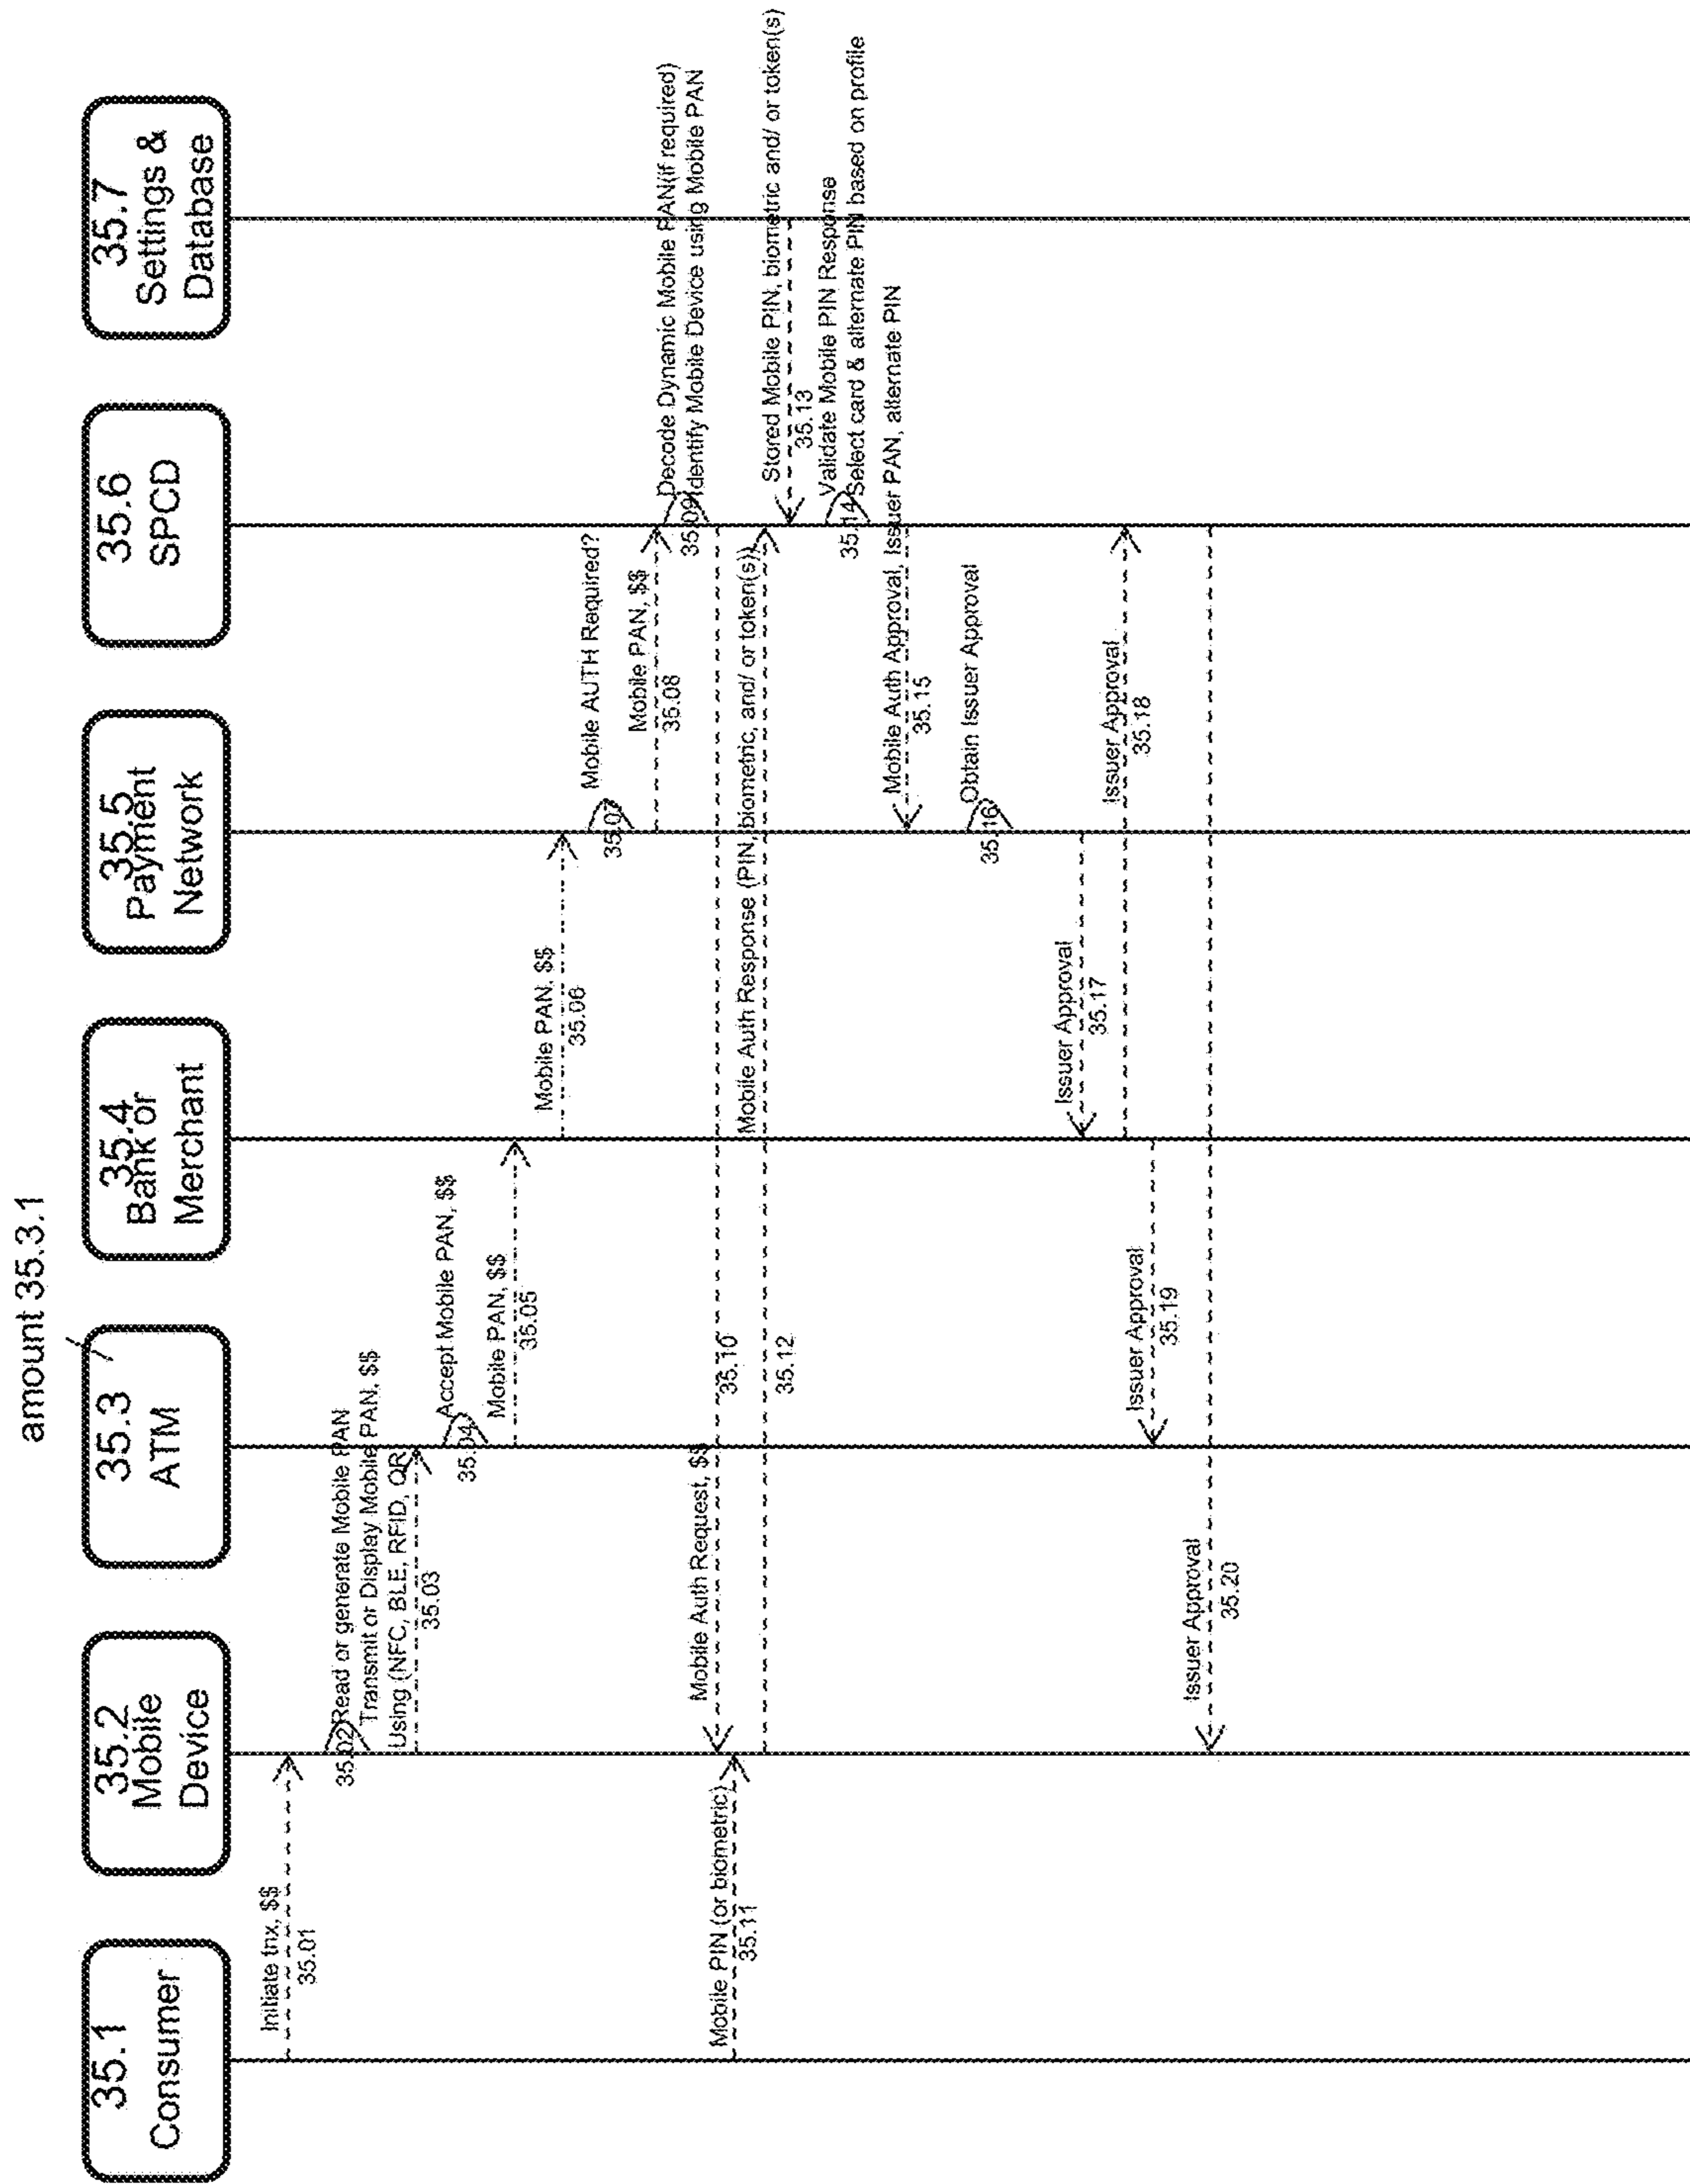 amount 35.3.1
35.1
Consumer
35.2
Mobile
Device
35.3
ATM
35.4
Bank or
Merchant
35.5
Payment
Network
35.6
SPCD
35.7
Settings &
Database
Initiate tnx, $$
35.01
35.02 Read or generate Mobile PAN
Transmit or Display Mobile PAN, $$
Using (NFC, BLE, RFID, QR
35.03
Accept Mobile PAN, $$
35.04
Mobile PAN, $$
35.05
Mobile PAN, $$
35.06
Mobile AUTH Required?
35.07
Mobile PAN, $$
35.08
Decode Dynamic Mobile PAN(if required)
35.09 Identify Mobile Device using Mobile PAN
Mobile Auth Request, $$
35.10
Mobile PIN (or biometric)
35.11
Mobile Auth Response (PIN, biometric, and/ or token(s))
35.12
Stored Mobile PIN, biometric and/ or token(s)
35.13
Validate Mobile PIN Response
35.14 Select card & alternate PIN based on profile
Mobile Auth Approval, Issuer PAN, alternate PIN
35.15
Obtain Issuer Approval
35.16
Issuer Approval
35.17
Issuer Approval
35.18
Issuer Approval
35.19
Issuer Approval
35.20